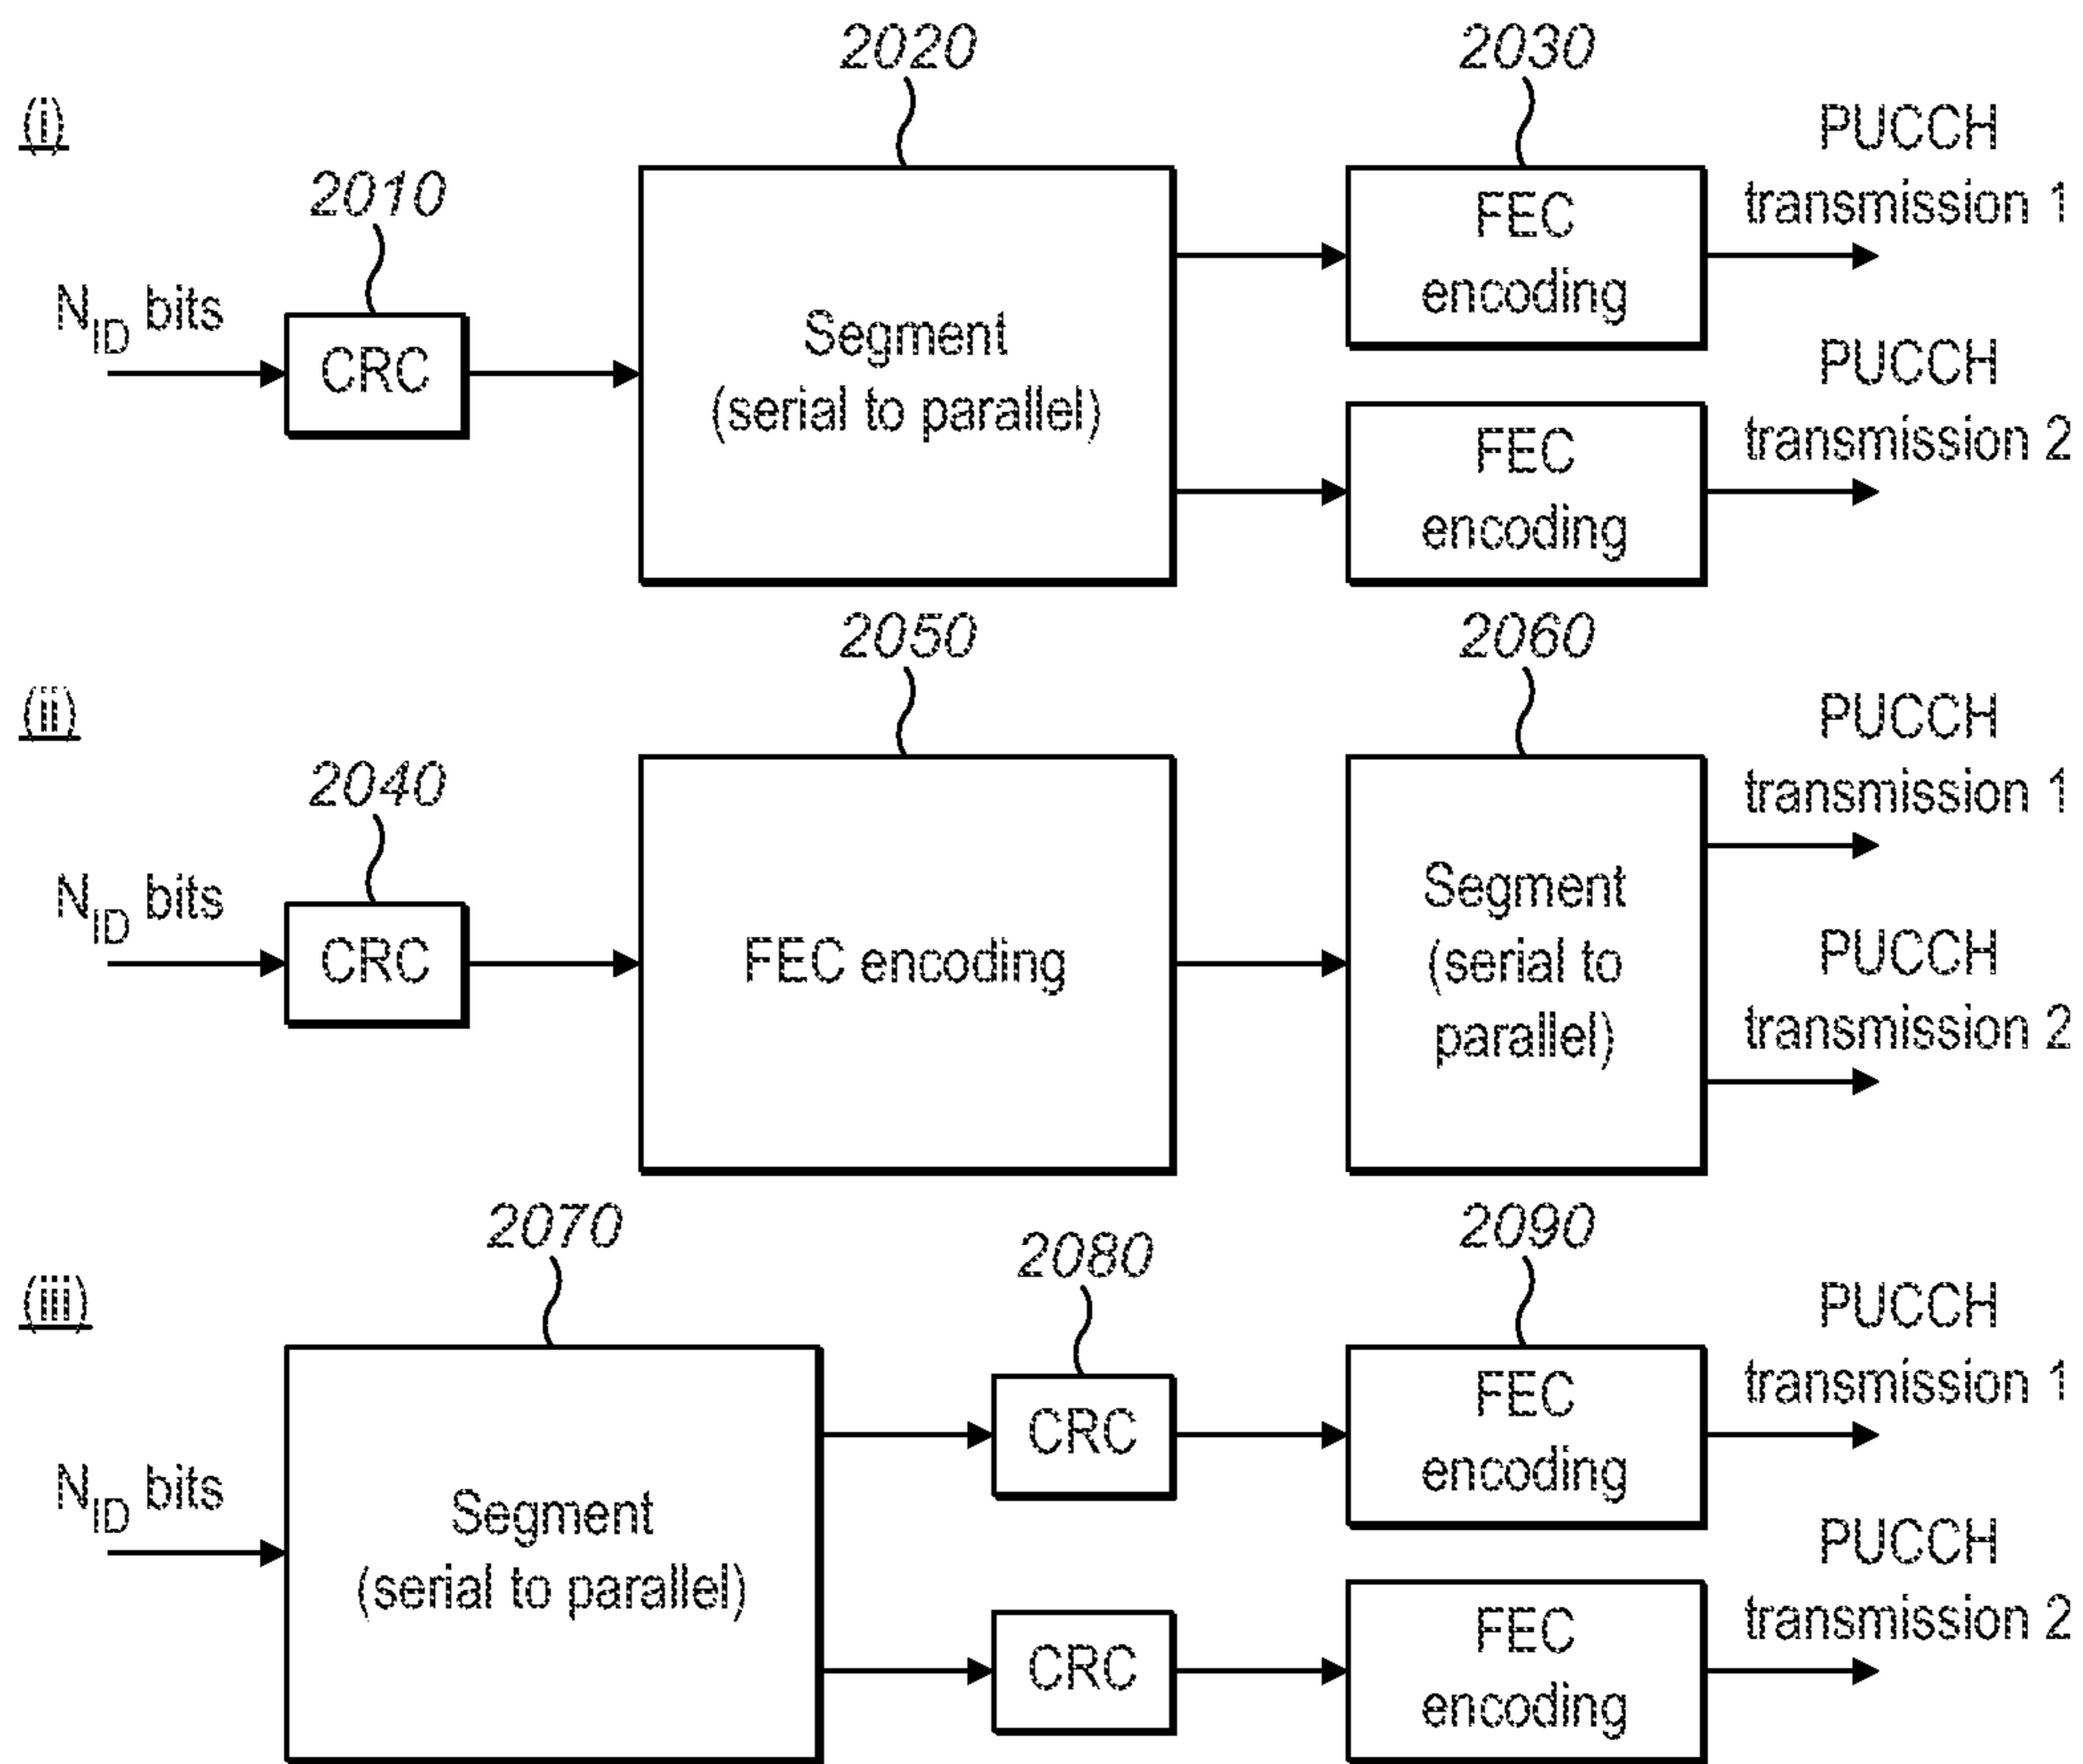 (i)
2010
2020
2030
N_ID bits
CRC
Segment
(serial to parallel)
FEC
encoding
PUCCH
transmission 1
FEC
encoding
PUCCH
transmission 2
(ii)
2040
2050
2060
N_ID bits
CRC
FEC encoding
Segment
(serial to
parallel)
PUCCH
transmission 1
PUCCH
transmission 2
(iii)
2070
2080
2090
N_ID bits
Segment
(serial to parallel)
CRC
FEC
encoding
PUCCH
transmission 1
CRC
FEC
encoding
PUCCH
transmission 2